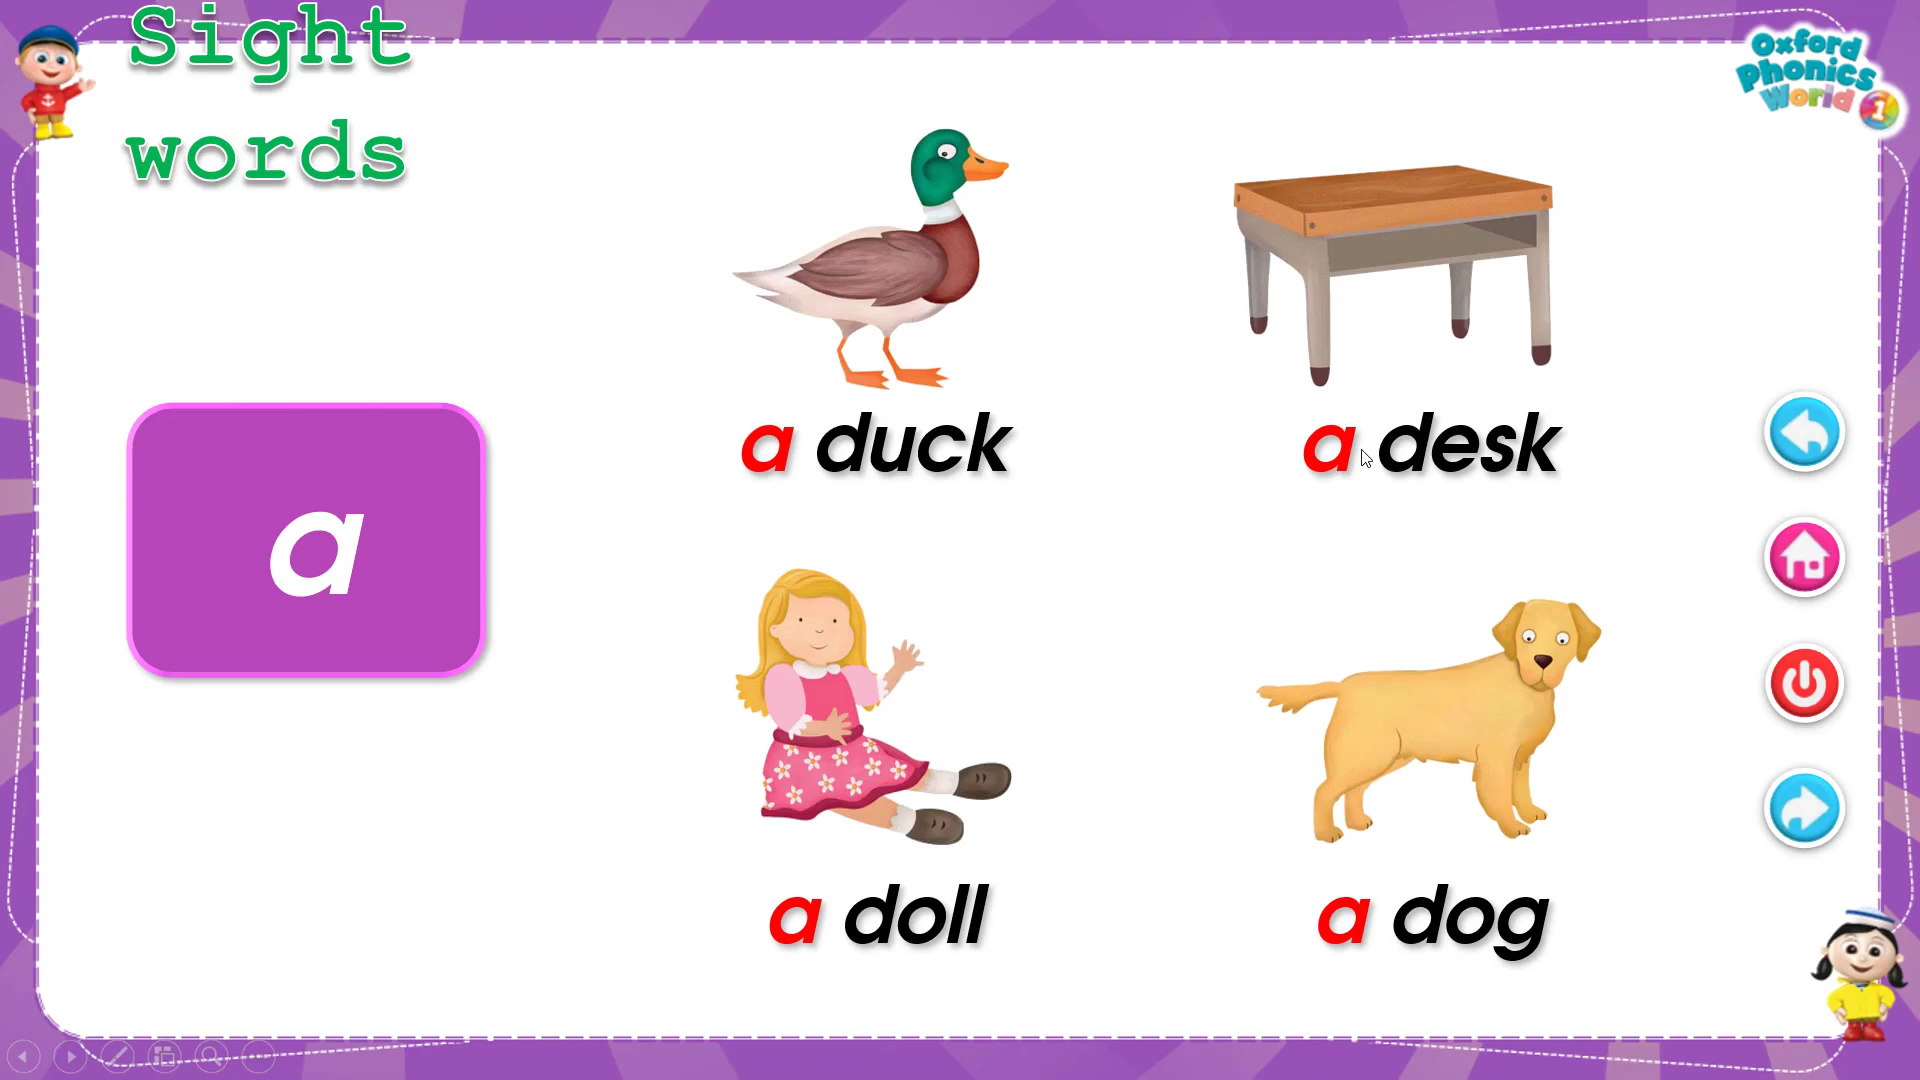 Sight
words
Oxford
Phonics
World 1
a
a duck
a desk
a doll
a dog